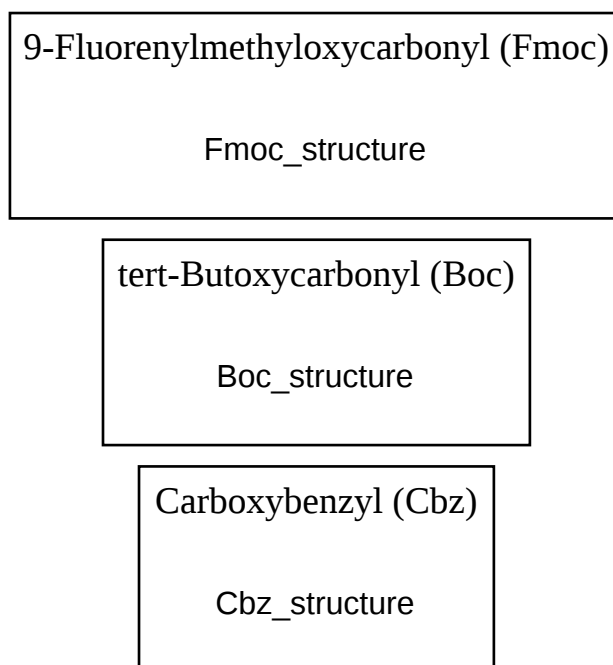 9-Fluorenylmethyloxycarbonyl (Fmoc)
Fmoc_structure
tert-Butoxycarbonyl (Boc)
Boc_structure
Carboxybenzyl (Cbz)
Cbz_structure